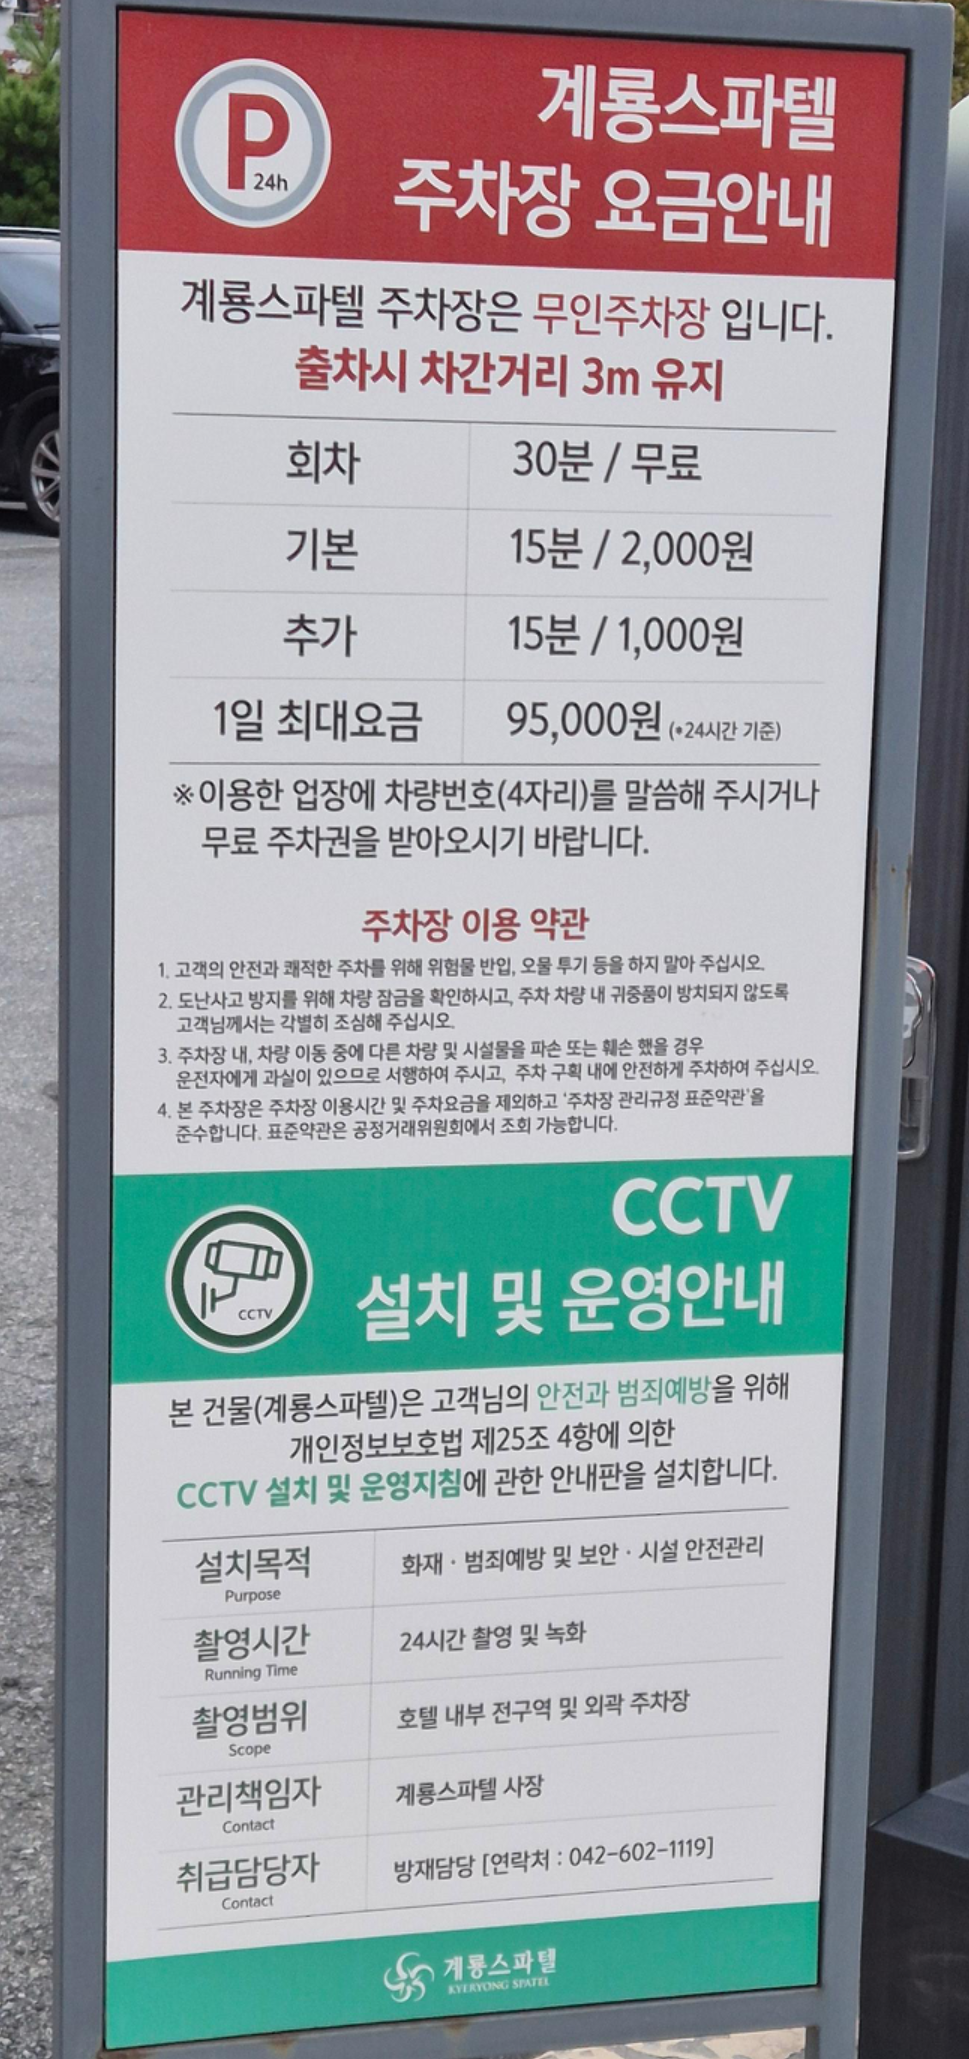 P
24h
계룡스파텔
주차장 요금안내
계룡스파텔 주차장은 무인주차장 입니다.
출차시 차간거리 3m 유지
회차 30분 / 무료
기본 15분 / 2,000원
추가 15분 / 1,000원
1일 최대요금 95,000원 (*24시간 기준)
※이용한 업장에 차량번호(4자리)를 말씀해 주시거나
무료 주차권을 받아오시기 바랍니다.
주차장 이용 약관
1. 고객의 안전과 쾌적한 주차를 위해 위험물 반입, 오물 투기 등을 하지 말아 주십시오.
2. 도난사고 방지를 위해 차량 잠금을 확인하시고, 주차 차량 내 귀중품이 방치되지 않도록
고객님께서는 각별히 조심해 주십시오.
3. 주차장 내, 차량 이동 중에 다른 차량 및 시설물을 파손 또는 훼손 했을 경우
운전자에게 과실이 있으므로 서행하여 주시고, 주차 구획 내에 안전하게 주차하여 주십시오.
4. 본 주차장은 주차장 이용시간 및 주차요금을 제외하고 '주차장 관리규정 표준약관'을
준수합니다. 표준약관은 공정거래위원회에서 조회 가능합니다.
CCTV
CCTV
설치 및 운영안내
본 건물(계룡스파텔)은 고객님의 안전과 범죄예방을 위해
개인정보보호법 제25조 4항에 의한
CCTV 설치 및 운영지침에 관한 안내판을 설치합니다.
설치목적 화재 · 범죄예방 및 보안 · 시설 안전관리
Purpose
촬영시간 24시간 촬영 및 녹화
Running Time
촬영범위 호텔 내부 전구역 및 외곽 주차장
Scope
관리책임자 계룡스파텔 사장
Contact
취급담당자 방재담당 [연락처 : 042-602-1119]
Contact
계룡스파텔
KYERYONG SPATEL